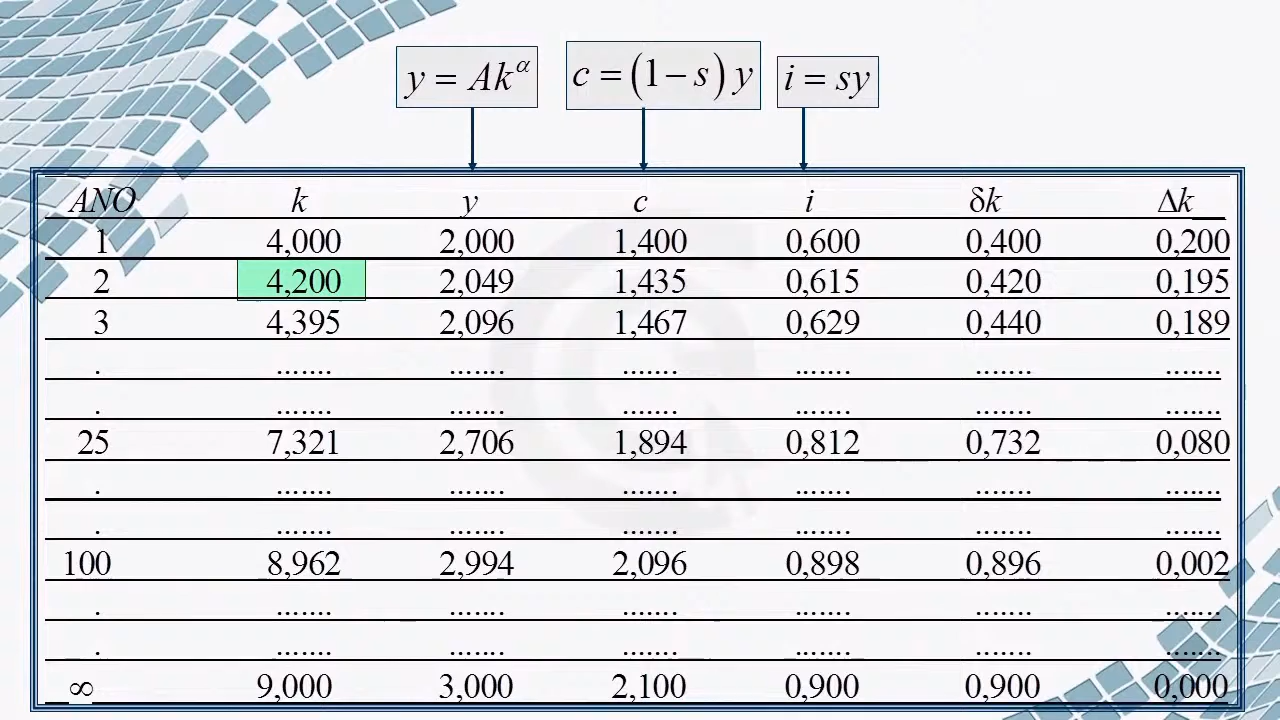 y = Ak^α c = (1 − s) y i = sy
ANO k y c i δk Δk
1 4,000 2,000 1,400 0,600 0,400 0,200
2 4,200 2,049 1,435 0,615 0,420 0,195
3 4,395 2,096 1,467 0,629 0,440 0,189
. ....... ....... ....... ....... ....... .......
. ....... ....... ....... ....... ....... .......
25 7,321 2,706 1,894 0,812 0,732 0,080
. ....... ....... ....... ....... ....... .......
. ....... ....... ....... ....... ....... .......
100 8,962 2,994 2,096 0,898 0,896 0,002
. ....... ....... ....... ....... ....... .......
. ....... ....... ....... ....... ....... .......
∞ 9,000 3,000 2,100 0,900 0,900 0,000